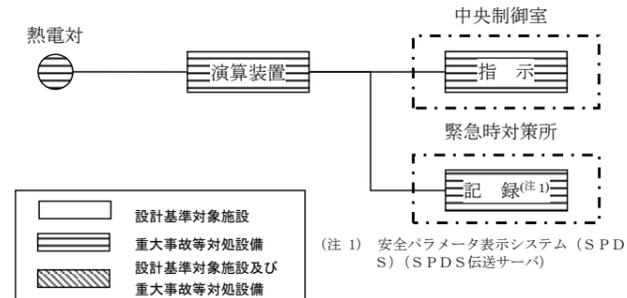 中央制御室
熱電対
演算装置
指 示
緊急時対策所
記 録(注1)
設計基準対象施設
重大事故等対処設備
設計基準対象施設及び
重大事故等対処設備
(注 1) 安全パラメータ表示システム(SPD
S)(SPDS伝送サーバ)